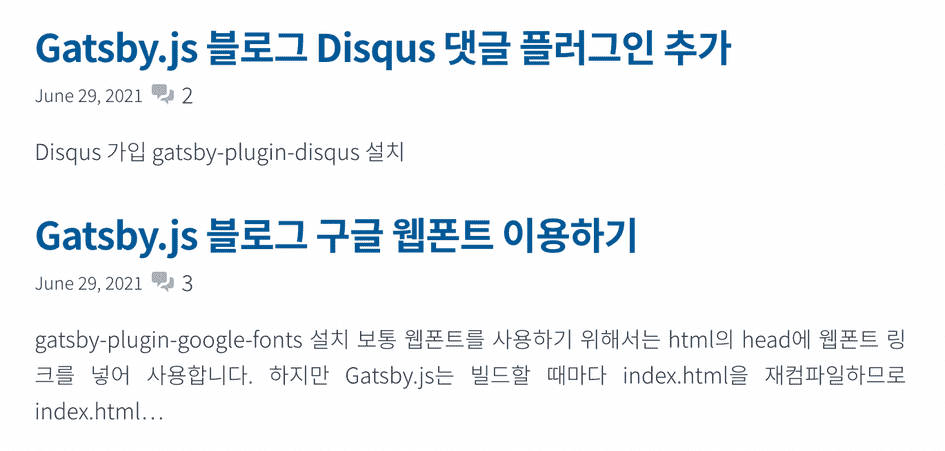 Gatsby.js 블로그 Disqus 댓글 플러그인 추가
June 29, 2021 2
Disqus 가입 gatsby-plugin-disqus 설치
Gatsby.js 블로그 구글 웹폰트 이용하기
June 29, 2021 3
gatsby-plugin-google-fonts 설치 보통 웹폰트를 사용하기 위해서는 html의 head에 웹폰트 링
크를 넣어 사용합니다. 하지만 Gatsby.js는 빌드할 때마다 index.html을 재컴파일하므로
index.html…